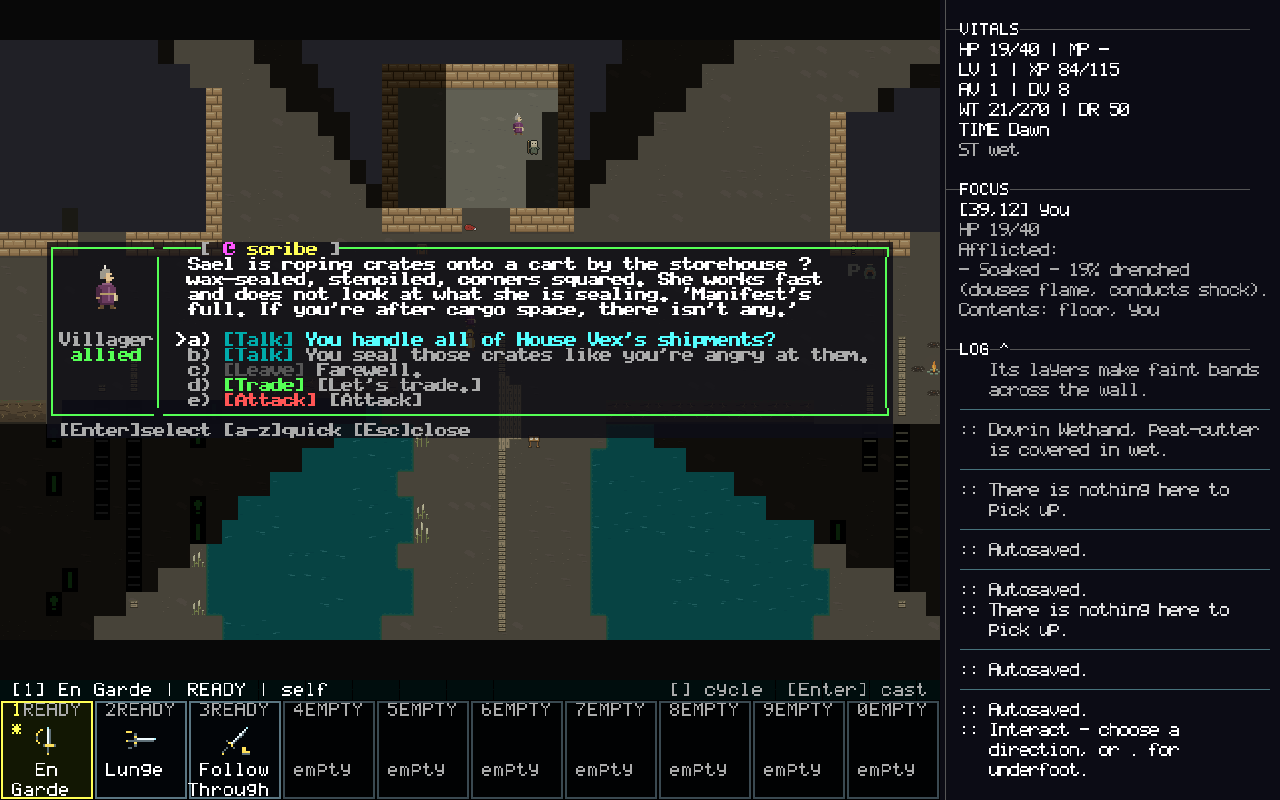 VITALS
HP 19/40 | MP -
LV 1 | XP 84/115
AV 1 | DV 8
WT 21/270 | DR 50
TIME Dawn
ST wet
FOCUS
[39,12] You
HP 19/40
Afflicted:
- Soaked - 19% drenched
(douses flame, conducts shock).
Contents: floor, You
LOG ^
Its layers make faint bands
across the wall.
:: Dovrin Wethand, Peat-cutter
is covered in wet.
:: There is nothing here to
Pick up.
:: Autosaved.
:: Autosaved.
:: There is nothing here to
Pick up.
:: Autosaved.
:: Autosaved.
:: Interact - choose a
direction, or . for
underfoot.
[ @ scribe ]
Sael is roping crates onto a cart by the storehouse ?
wax-sealed, stenciled, corners squared. She works fast
and does not look at what she is sealing. 'Manifest's
full. If you're after cargo space, there isn't any.'
Villager
allied
>a) [Talk] You handle all of House Vex's shipments?
b) [Talk] You seal those crates like you're angry at them.
c) [Leave] Farewell.
d) [Trade] [Let's trade.]
e) [Attack] [Attack]
[Enter]select [a-z]quick [Esc]close
P
[1] En Garde | READY | self
[] cycle [Enter] cast
1READY
* En
Garde
2READY
Lunge
3READY
Follow
Through
4EMPTY
empty
5EMPTY
empty
6EMPTY
empty
7EMPTY
empty
8EMPTY
empty
9EMPTY
empty
0EMPTY
empty